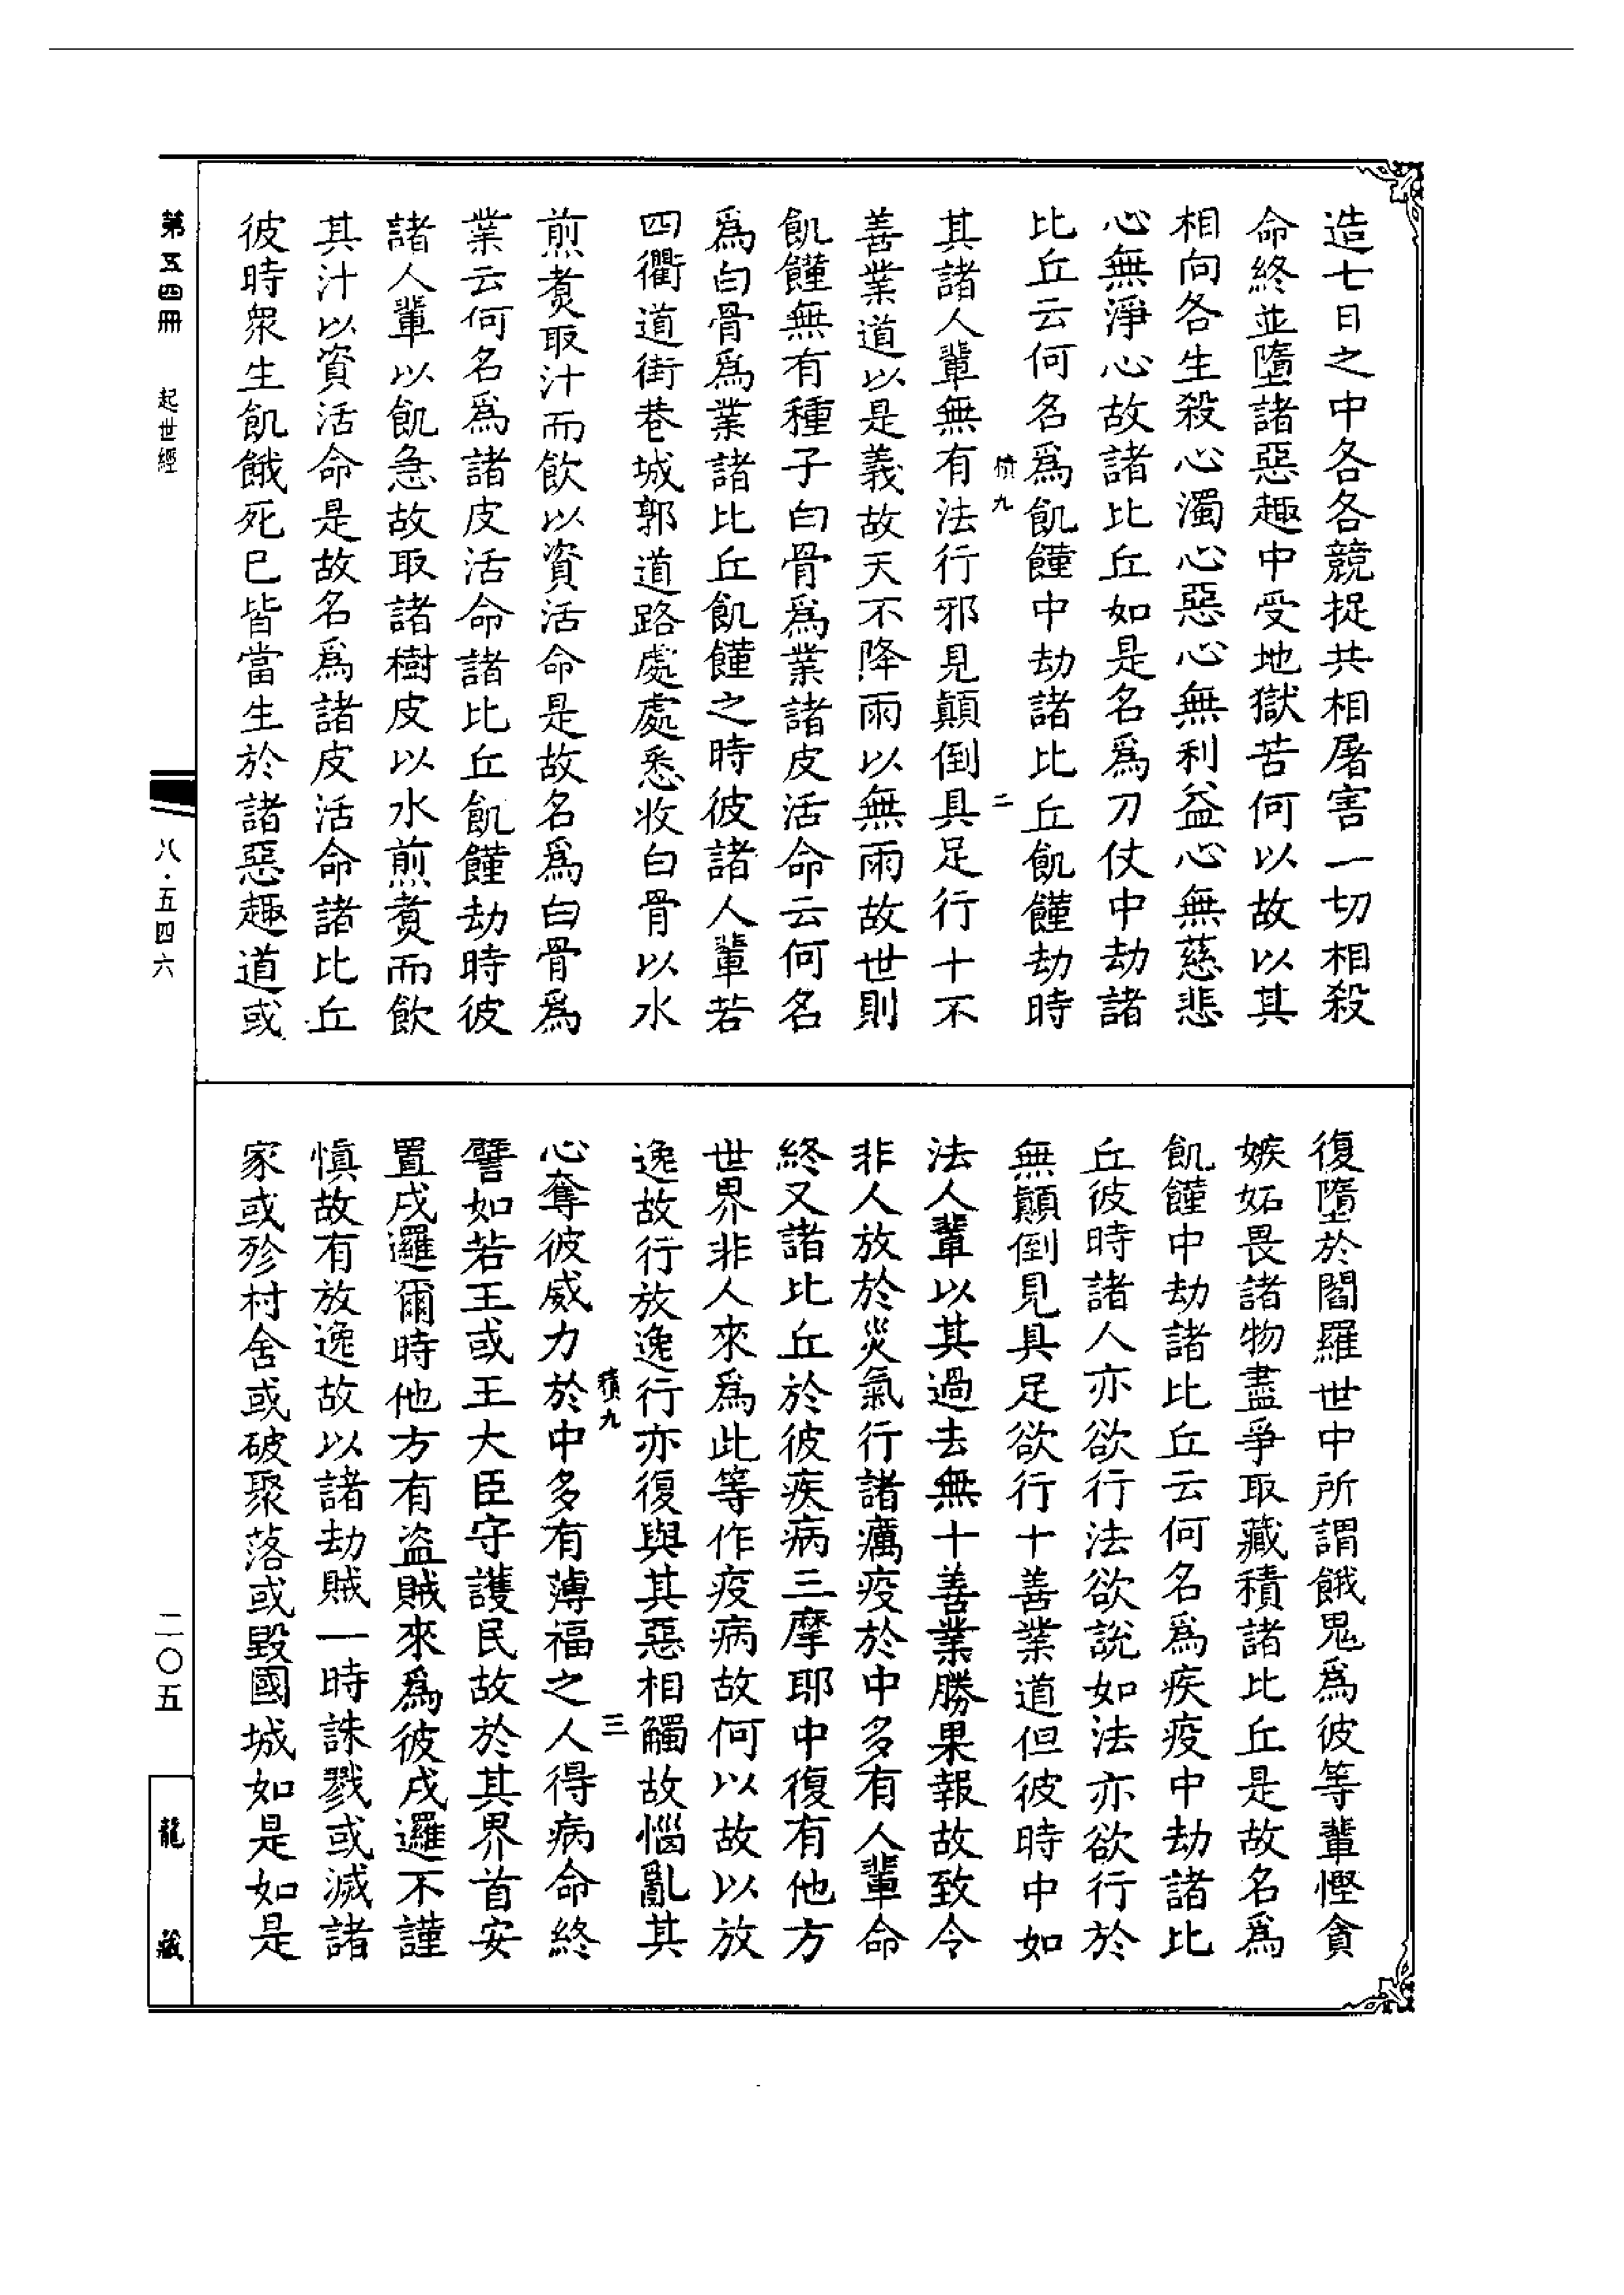 造七日之中各各競捉共相屠害一切相殺
命終並墮諸惡趣中受地獄苦何以故以其
相向各生殺心濁心惡心無利益心無慈悲
心無淨心故諸比丘如是名爲刀仗中劫諸
比丘云何名爲飢饉中劫諸比丘飢饉劫時
積九 二
其諸人輩無有法行邪見顚倒具足行十不
善業道以是義故天不降雨以無雨故世則
飢饉無有種子白骨爲業諸皮活命云何名
爲白骨爲業諸比丘飢饉之時彼諸人輩若
四衢道街巷城郭道路處處悉收白骨以水
煎煑取汁而飲以資活命是故名爲白骨爲
業云何名爲諸皮活命諸比丘飢饉劫時彼
諸人輩以飢急故取諸樹皮以水煎煑而飲
其汁以資活命是故名爲諸皮活命諸比丘
彼時衆生飢餓死已皆當生於諸惡趣道或
復墮於閻羅世中所謂餓鬼爲彼等輩慳貪
嫉妬畏諸物盡爭取藏積諸比丘是故名爲
飢饉中劫諸比丘云何名爲疾疫中劫諸比
丘彼時諸人亦欲行法欲說如法亦欲行於
無顚倒見具足欲行十善業道但彼時中如
法人輩以其過去無十善業勝果報故致令
非人放於災氣行諸癘疫於中多有人輩命
終又諸比丘於彼疾病三摩耶中復有他方
世界非人來爲此等作疫病故何以故以放
逸故行放逸行亦復與其惡相觸故惱亂其
積九 三
心奪彼威力於中多有薄福之人得病命終
譬如若王或王大臣守護民故於其界首安
置戍邏爾時他方有盜賊來爲彼戍邏不謹
慎故有放逸故以諸劫賊一時誅戮或滅諸
家或殄村舍或破聚落或毀國城如是如是
第五四冊 起世經
八·五四六
二〇五
龍藏